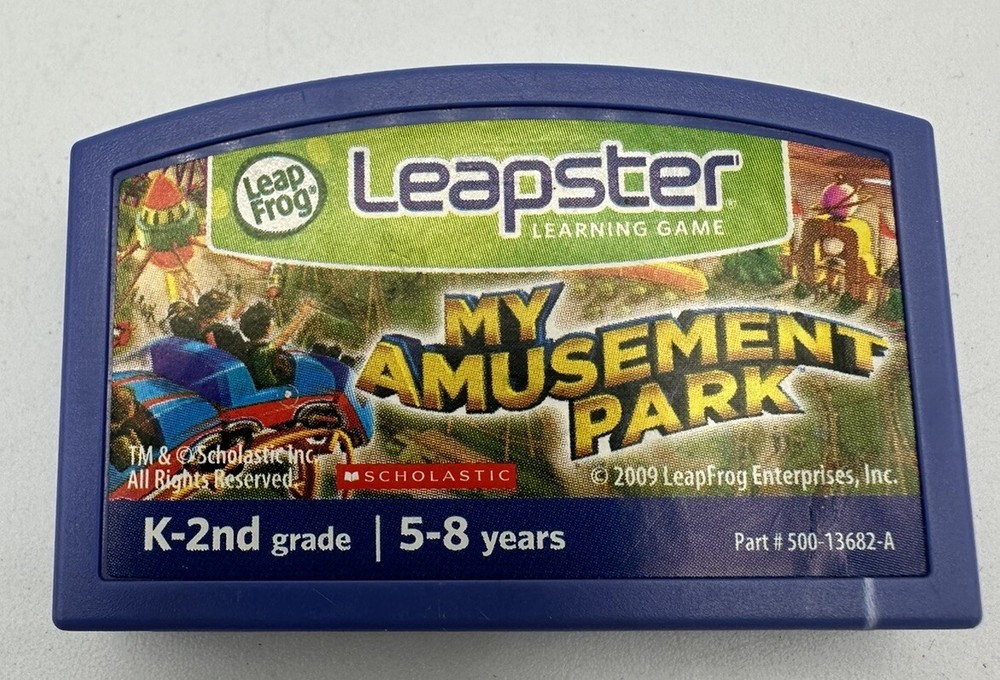 Leap
Frog®
Leapster®
LEARNING GAME
MY
AMUSEMENT
PARK™
TM & © Scholastic Inc.
All Rights Reserved.
SCHOLASTIC
© 2009 LeapFrog Enterprises, Inc.
K-2nd grade | 5-8 years
Part # 500-13682-A